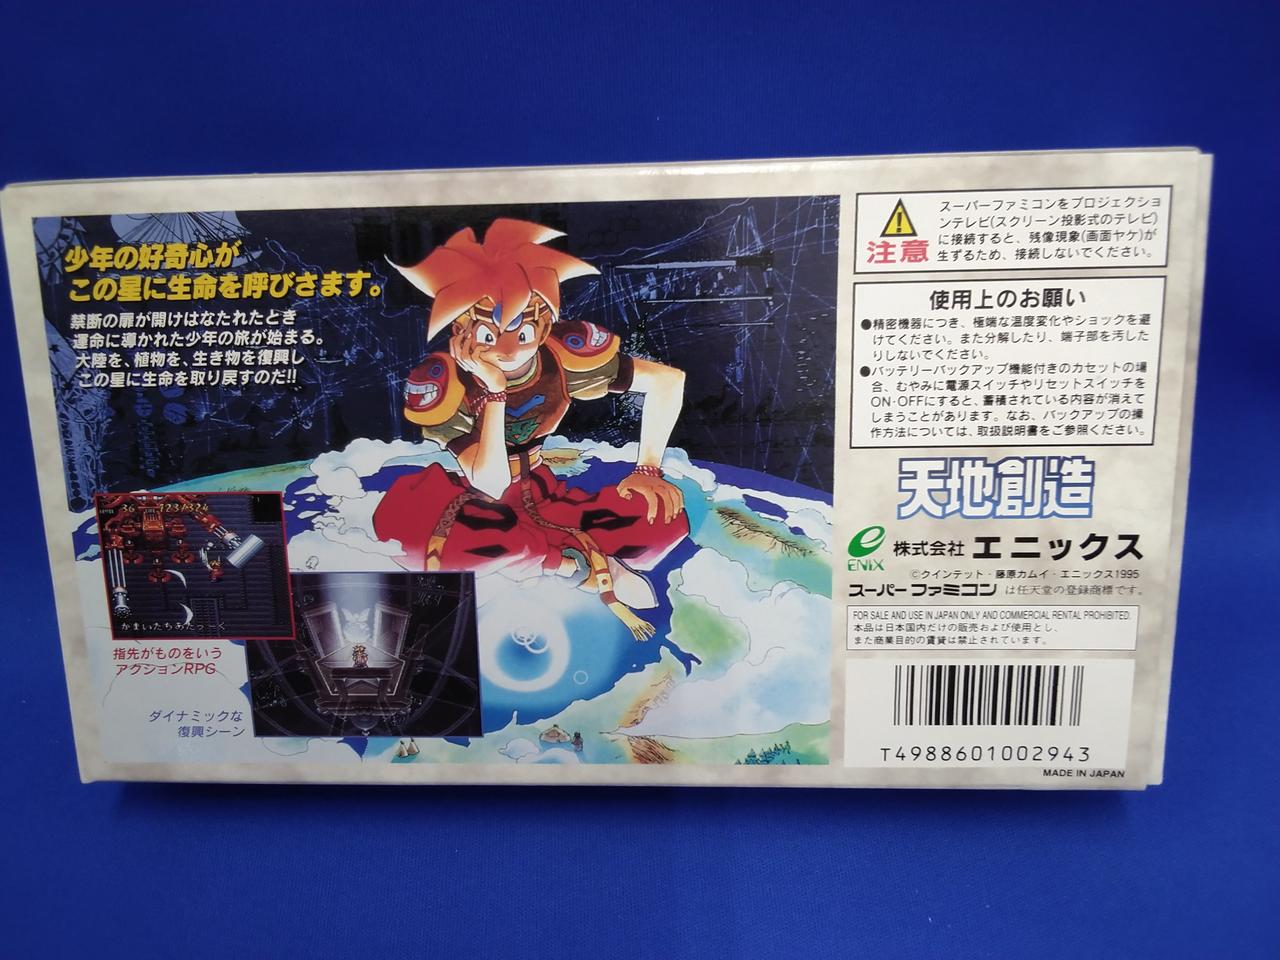 少年の好奇心が
この星に生命を呼びさます。
禁断の扉が開けはなたれたとき
運命に導かれた少年の旅が始まる。
大陸を、植物を、生き物を復興し
この星に生命を取り戻すのだ!!
36
123/324
かまいたちあたっーく
指先がものをいう
アクションRPG
ダイナミックな
復興シーン
注意
スーパーファミコンをプロジェクショ
ンテレビ(スクリーン投影式のテレビ)
に接続すると、残像現象(画面ヤケ)が
生ずるため、接続しないでください。
使用上のお願い
●精密機器につき、極端な温度変化やショックを避
けてください。また分解したり、端子部を汚した
りしないでください。
●バッテリーバックアップ機能付きのカセットの場
合、むやみに電源スイッチやリセットスイッチを
ON・OFFにすると、蓄積されている内容が消えて
しまうことがあります。なお、バックアップの操
作方法については、取扱説明書をご参照ください。
天地創造
ENIX
株式会社 エニックス
©クインテット・藤原カムイ・エニックス1995
スーパーファミコン は任天堂の登録商標です。
FOR SALE AND USE IN JAPAN ONLY AND COMMERCIAL RENTAL PROHIBITED.
本品は日本国内だけの販売および使用とし、
また商業目的の賃貸は禁止されています。
T4988601002943
MADE IN JAPAN